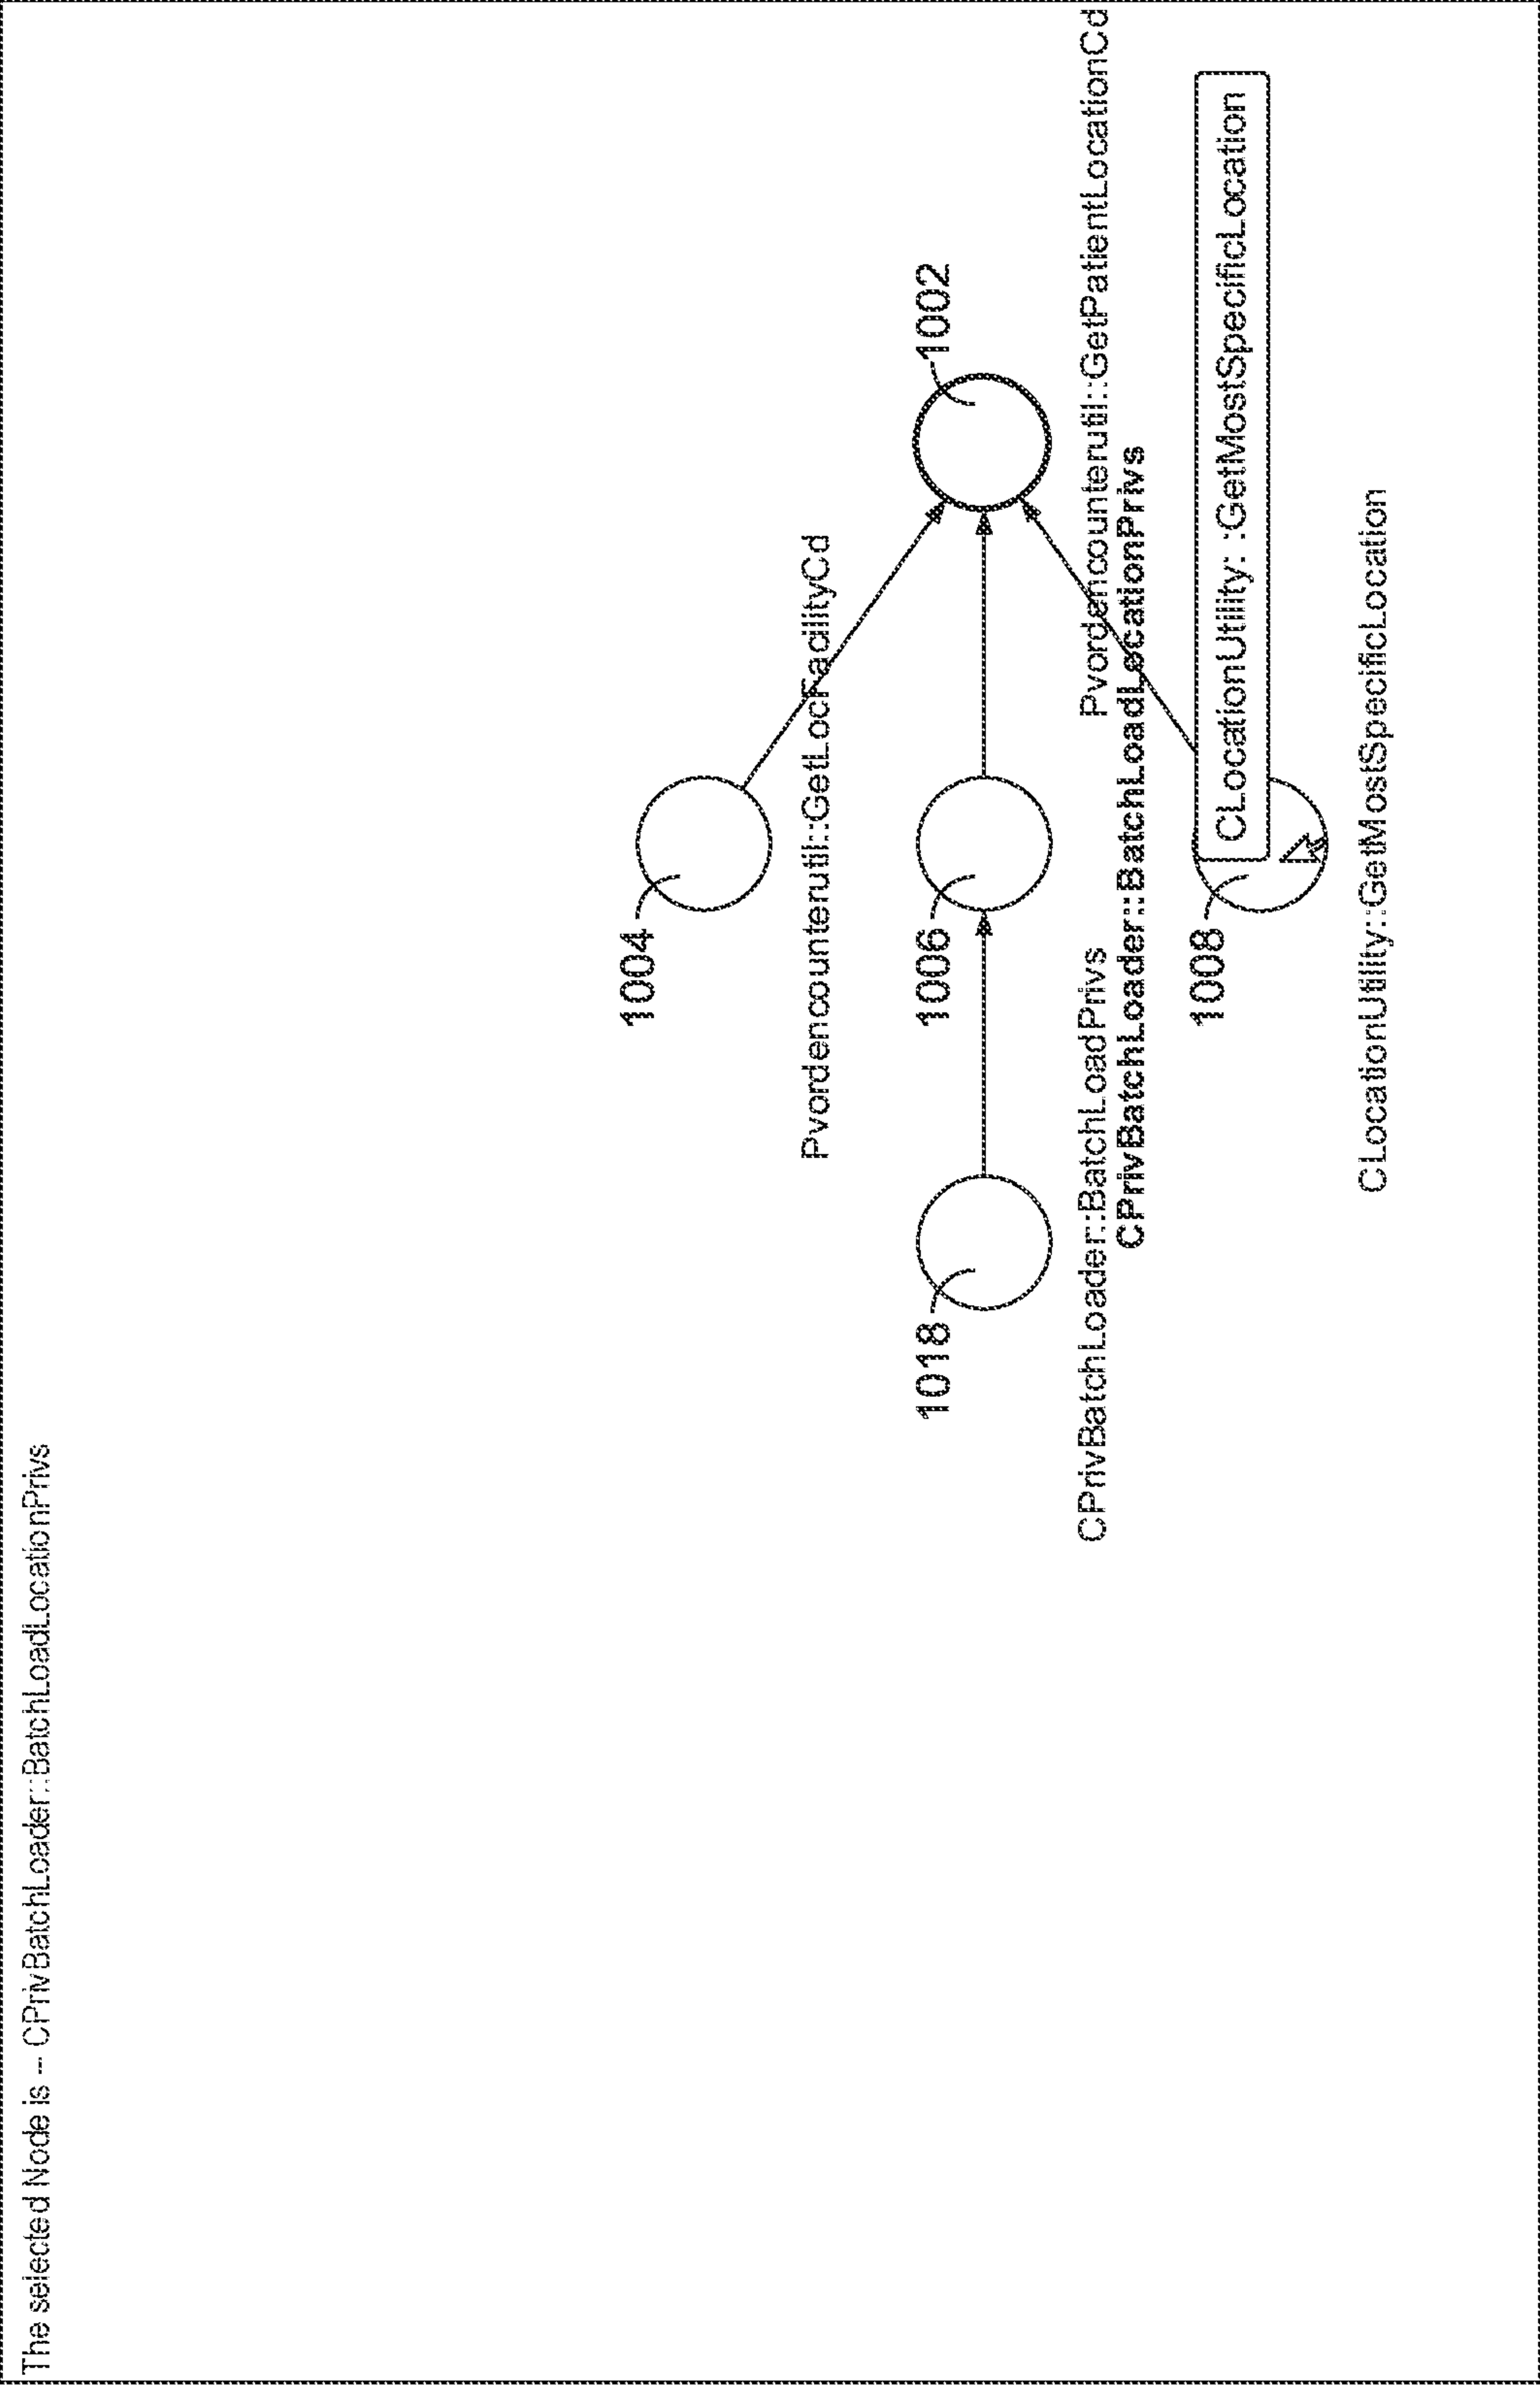 The selected Node is -- CPrivBatchLoader::BatchLoadLocationPrivs
1004
Pvordencounterutil::GetLocFacilityCd
1018
1006
1002
CPrivBatchLoader::BatchLoadPrivs
Pvordencounterutil::GetPatientLocationCd
CPrivBatchLoader::BatchLoadLocationPrivs
1008
CLocationUtility: :GetMostSpecificLocation
CLocationUtility::GetMostSpecificLocation